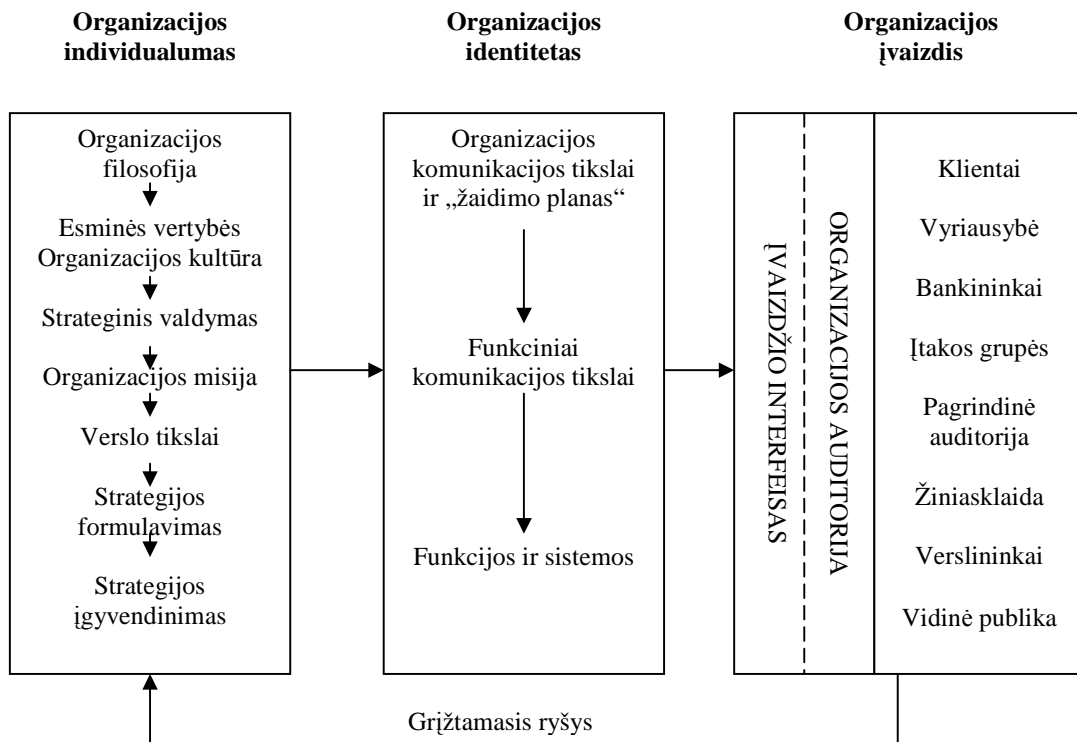 Organizacijos
individualumas
Organizacijos
identitetas
Organizacijos
įvaizdis
Organizacijos
filosofija
Esminės vertybės
Organizacijos kultūra
Strateginis valdymas
Organizacijos misija
Verslo tikslai
Strategijos
formulavimas
Strategijos
įgyvendinimas
Organizacijos
komunikacijos tikslai
ir „žaidimo planas“
Funkciniai
komunikacijos tikslai
Funkcijos ir sistemos
ĮVAIZDŽIO INTERFEISAS
ORGANIZACIJOS AUDITORIJA
Klientai
Vyriausybė
Bankininkai
Įtakos grupės
Pagrindinė
auditorija
Žiniasklaida
Verslininkai
Vidinė publika
Grįžtamasis ryšys